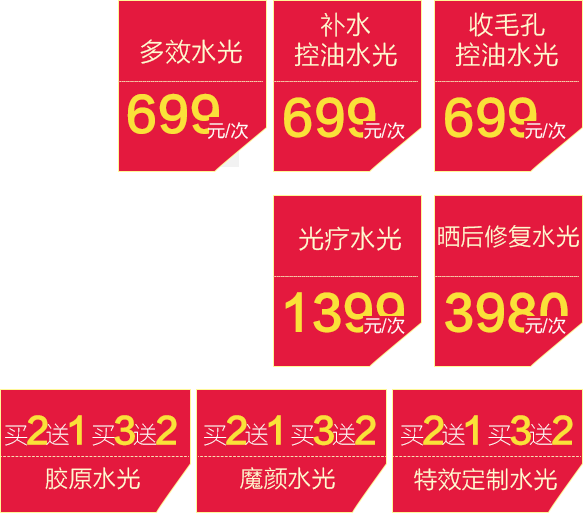 多效水光
699元/次
补水
控油水光
699元/次
收毛孔
控油水光
699元/次
光疗水光
1399元/次
晒后修复水光
3980元/次
买2送1 买3送2
胶原水光
买2送1 买3送2
魔颜水光
买2送1 买3送2
特效定制水光